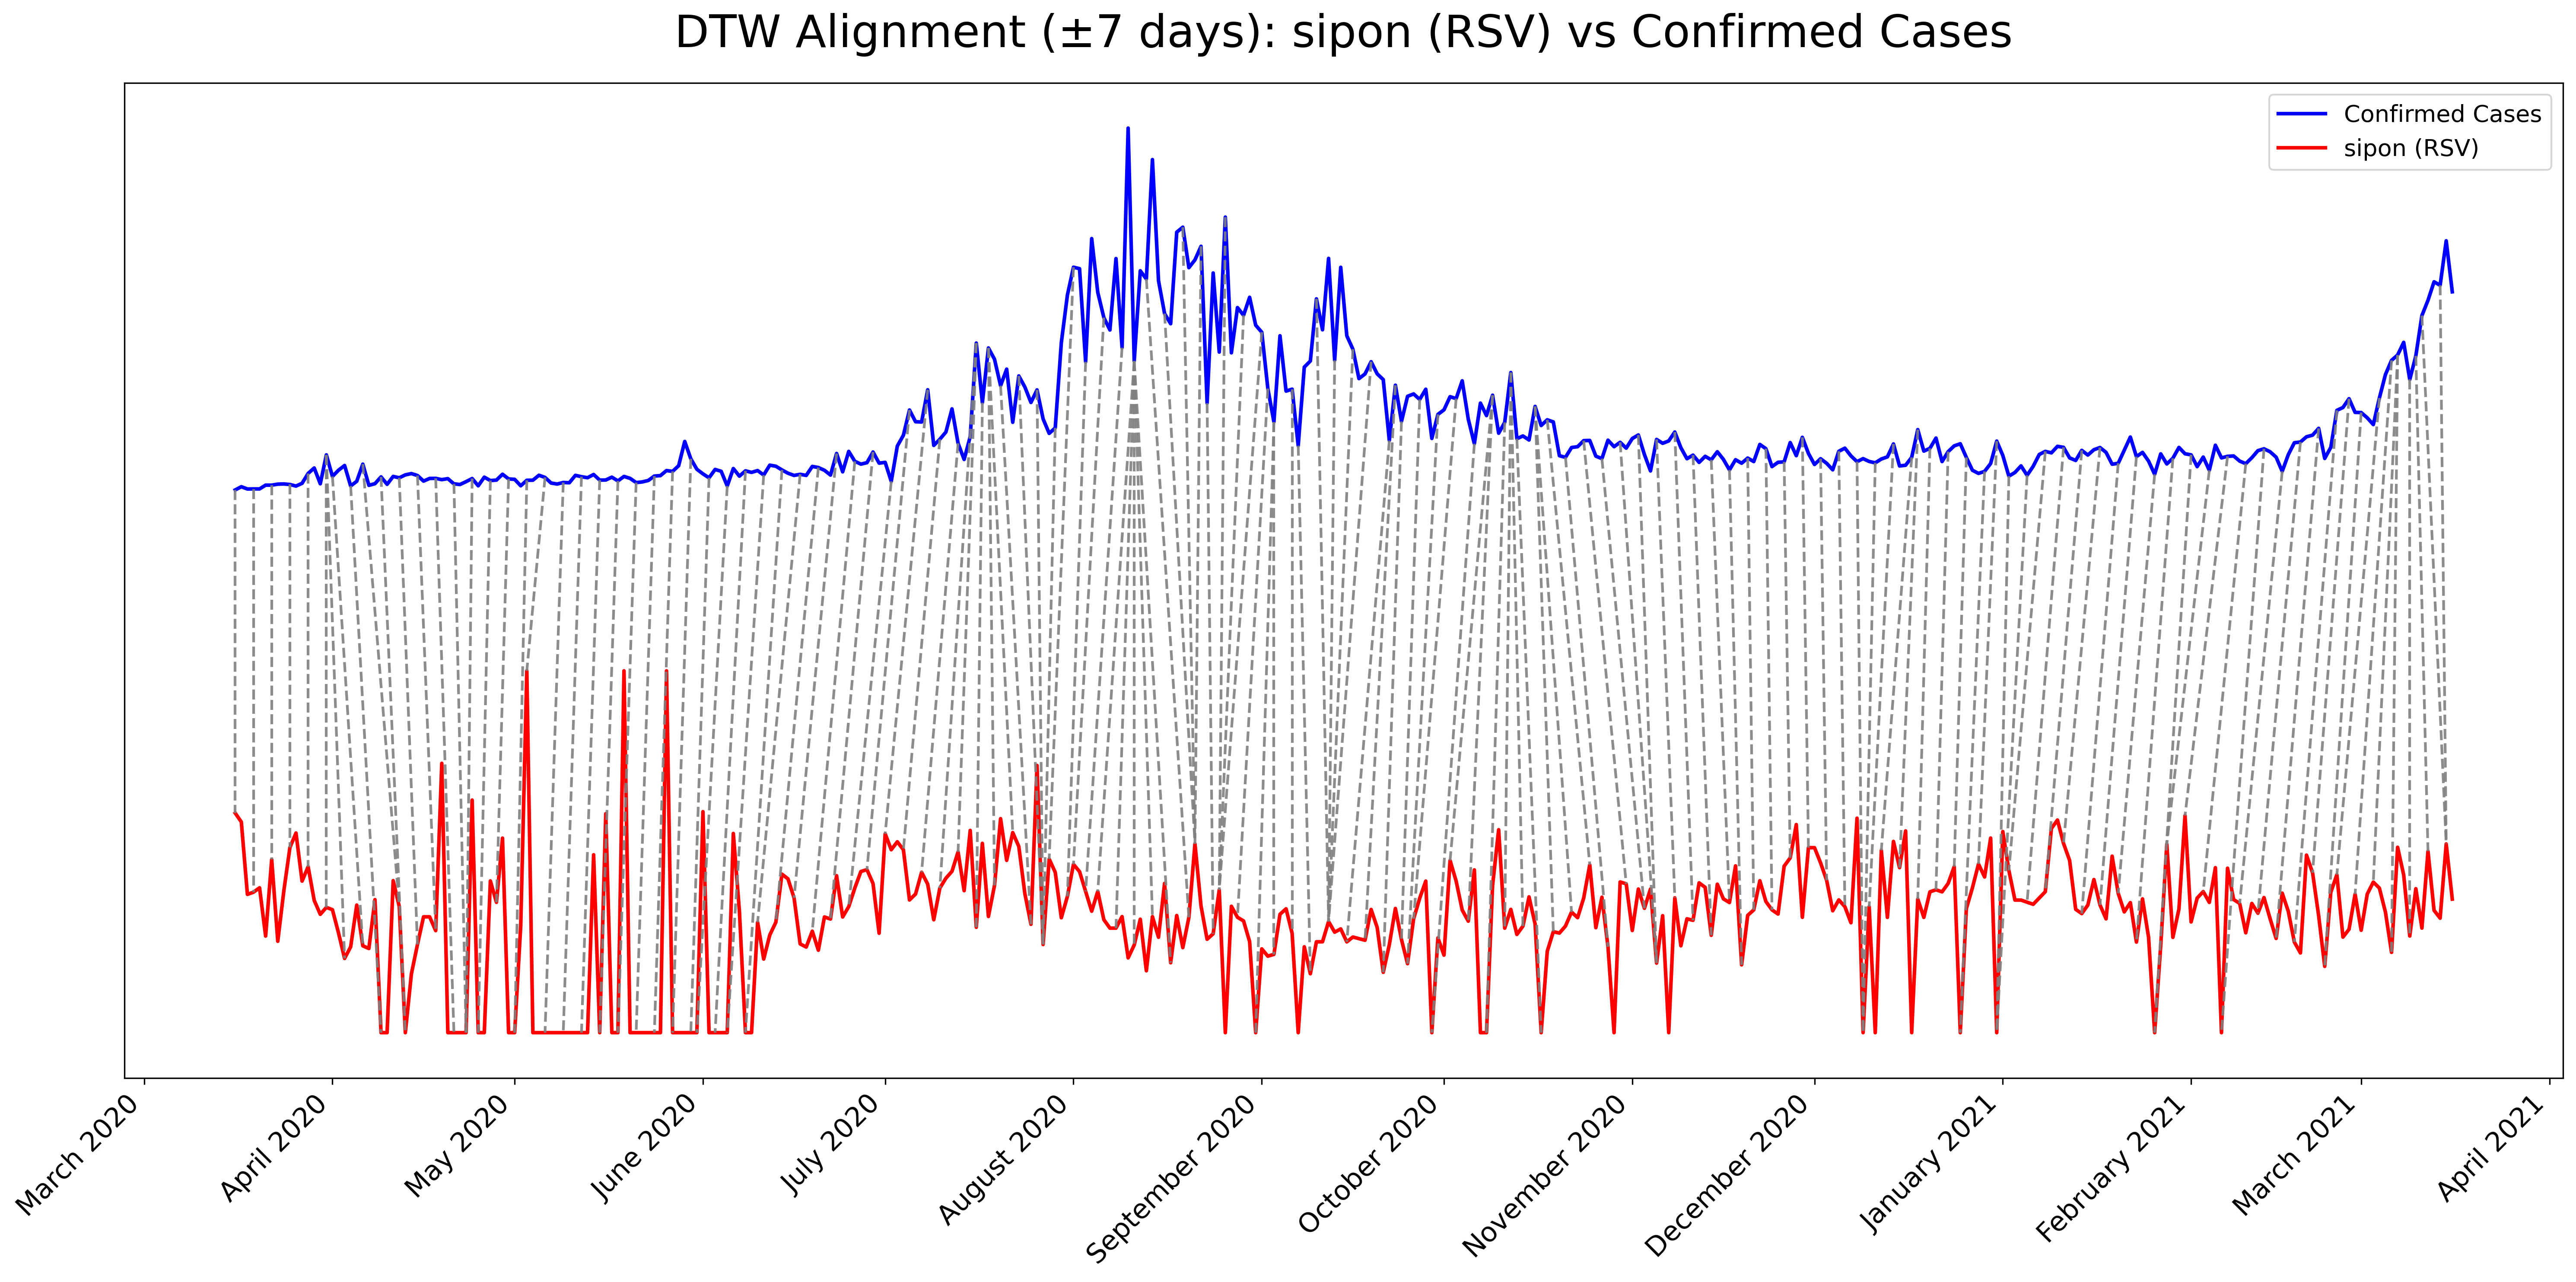 DTW Alignment (±7 days): sipon (RSV) vs Confirmed Cases
Confirmed Cases
sipon (RSV)
March 2020
April 2020
May 2020
June 2020
July 2020
August 2020
September 2020
October 2020
November 2020
December 2020
January 2021
February 2021
March 2021
April 2021